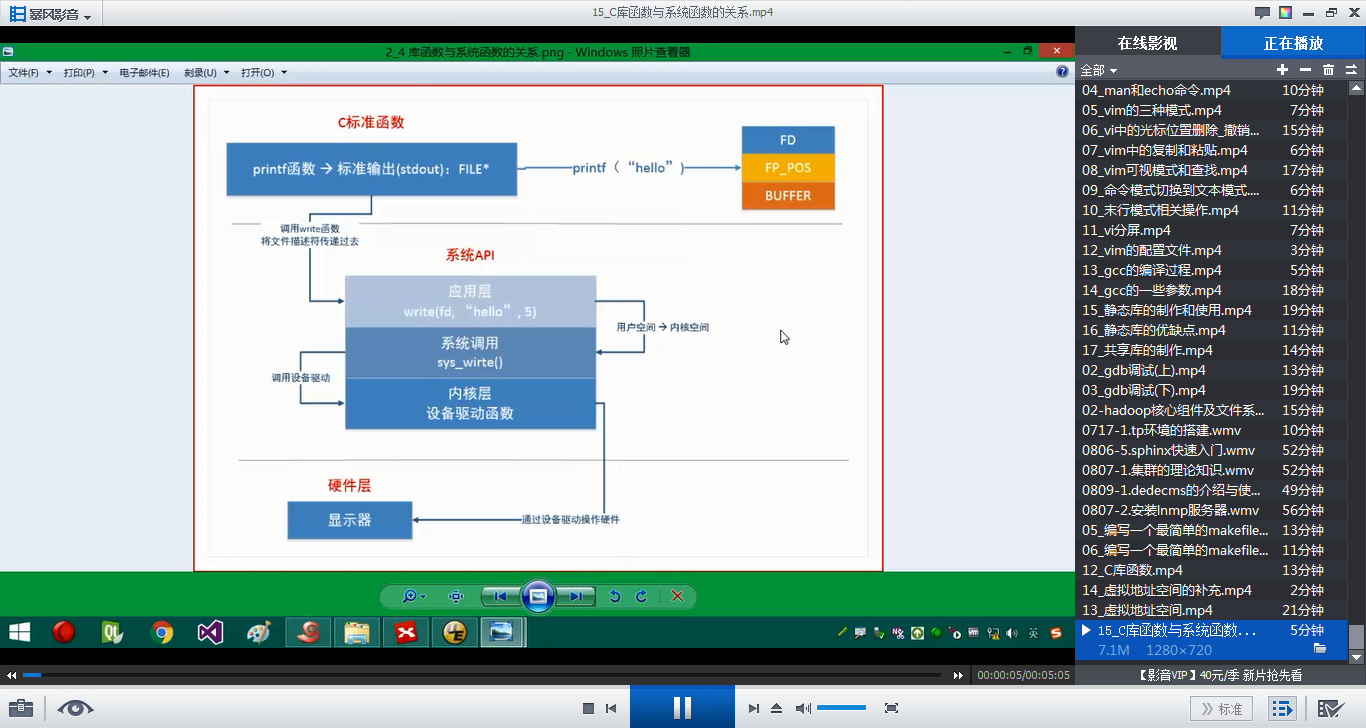 暴风影音
15_C库函数与系统函数的关系.mp4
2_4 库函数与系统函数的关系.png - Windows 照片查看器
文件(F) 打印(P) 电子邮件(E) 刻录(U) 打开(O)
C标准函数
printf函数 → 标准输出(stdout)：FILE*
printf（“hello”）
FD
FP_POS
BUFFER
调用write函数
将文件描述符传递过去
系统API
应用层
write(fd, “hello”, 5)
用户空间 → 内核空间
系统调用
sys_wirte()
调用设备驱动
内核层
设备驱动函数
硬件层
显示器
通过设备驱动操作硬件
英
00:00:05/00:05:05
标准
在线影视 正在播放
全部
04_man和echo命令.mp4 10分钟
05_vim的三种模式.mp4 7分钟
06_vi中的光标位置删除_撤销... 15分钟
07_vim中的复制和粘贴.mp4 6分钟
08_vim可视模式和查找.mp4 17分钟
09_命令模式切换到文本模式.... 6分钟
10_末行模式相关操作.mp4 11分钟
11_vi分屏.mp4 7分钟
12_vim的配置文件.mp4 3分钟
13_gcc的编译过程.mp4 5分钟
14_gcc的一些参数.mp4 18分钟
15_静态库的制作和使用.mp4 19分钟
16_静态库的优缺点.mp4 11分钟
17_共享库的制作.mp4 14分钟
02_gdb调试(上).mp4 13分钟
03_gdb调试(下).mp4 19分钟
02-hadoop核心组件及文件系... 15分钟
0717-1.tp环境的搭建.wmv 10分钟
0806-5.sphinx快速入门.wmv 52分钟
0807-1.集群的理论知识.wmv 52分钟
0809-1.dedecms的介绍与使... 49分钟
0807-2.安装lnmp服务器.wmv 56分钟
05_编写一个最简单的makefile... 13分钟
06_编写一个最简单的makefile... 11分钟
12_C库函数.mp4 13分钟
14_虚拟地址空间的补充.mp4 2分钟
13_虚拟地址空间.mp4 21分钟
15_C库函数与系统函数... 5分钟
7.1M 1280×720
【影音VIP】40元/季 新片抢先看